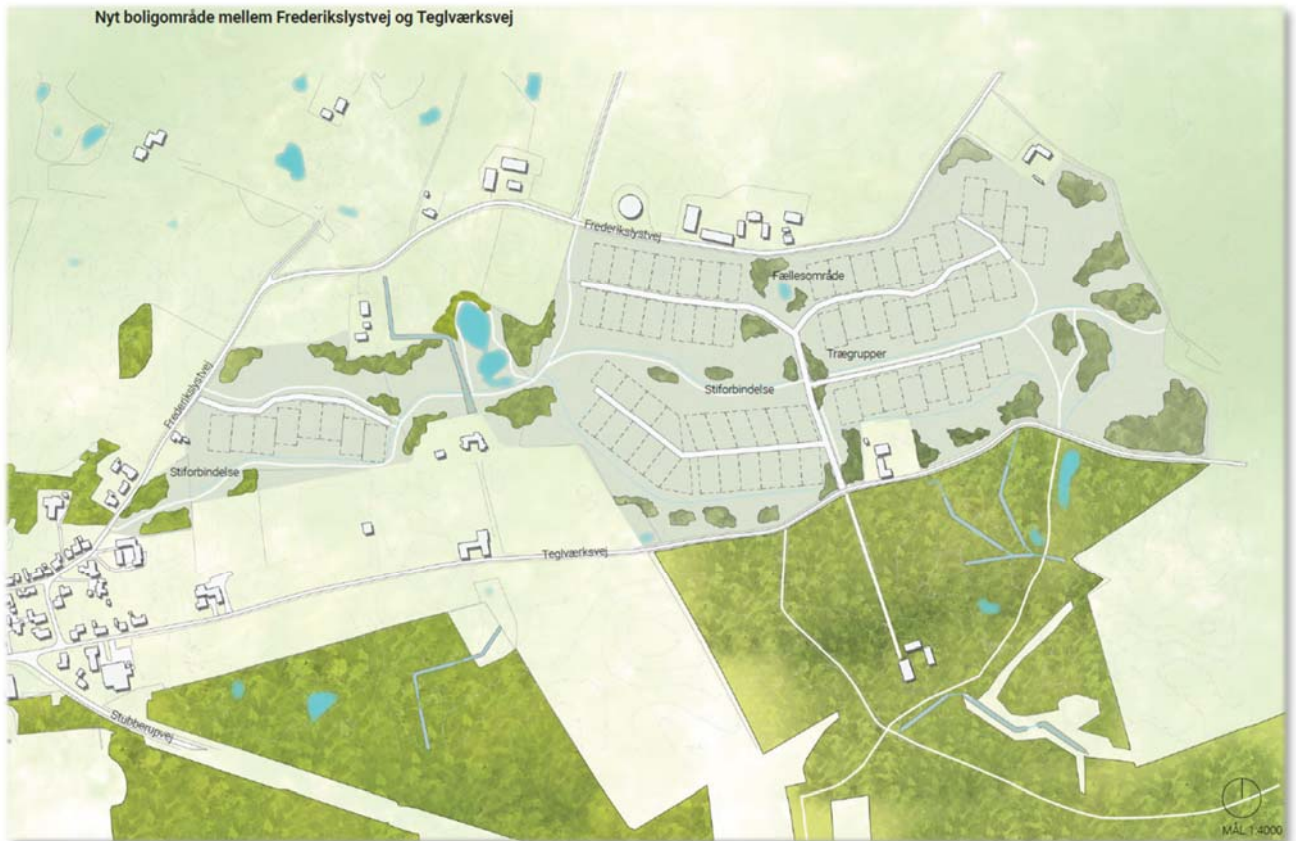 Nyt boligområde mellem Frederikslystvej og Teglværksvej
Frederikslystvej
Fællesområde
Trægrupper
Stiforbindelse
Frederikslystvej
Stiforbindelse
Teglværksvej
Stubberupvej
MÅL 1:4000